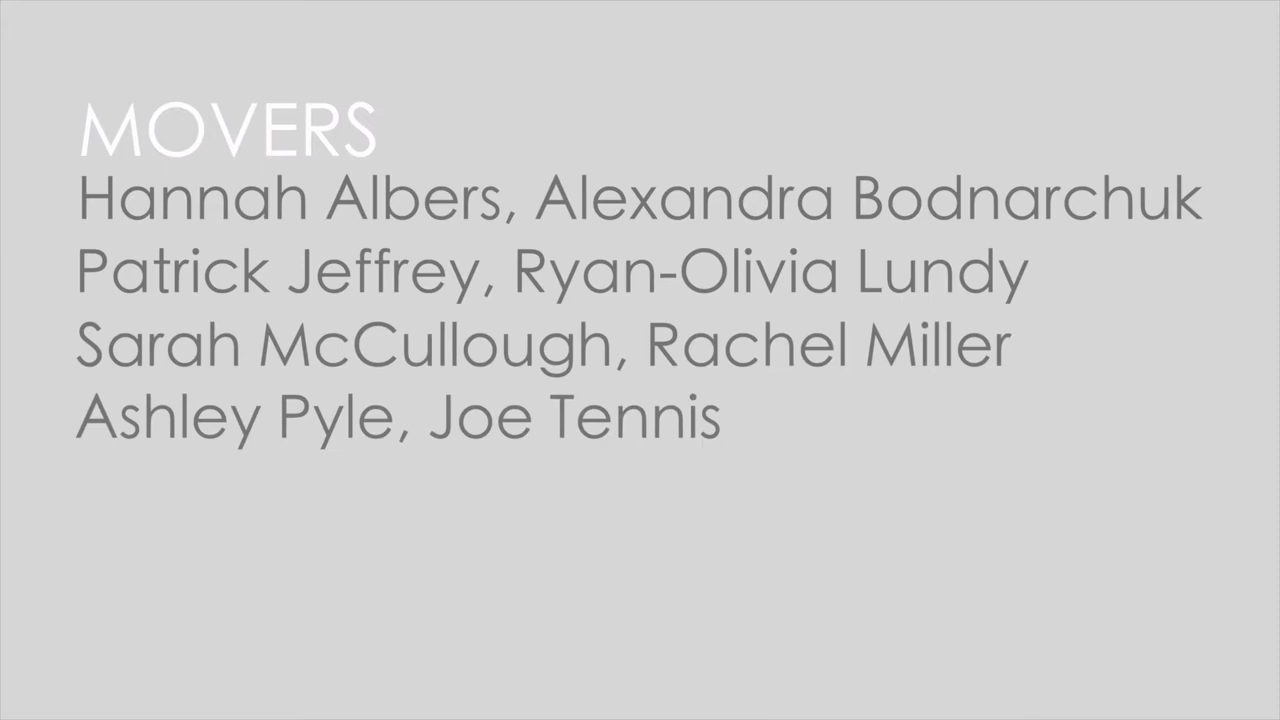 MOVERS
Hannah Albers, Alexandra Bodnarchuk
Patrick Jeffrey, Ryan-Olivia Lundy
Sarah McCullough, Rachel Miller
Ashley Pyle, Joe Tennis